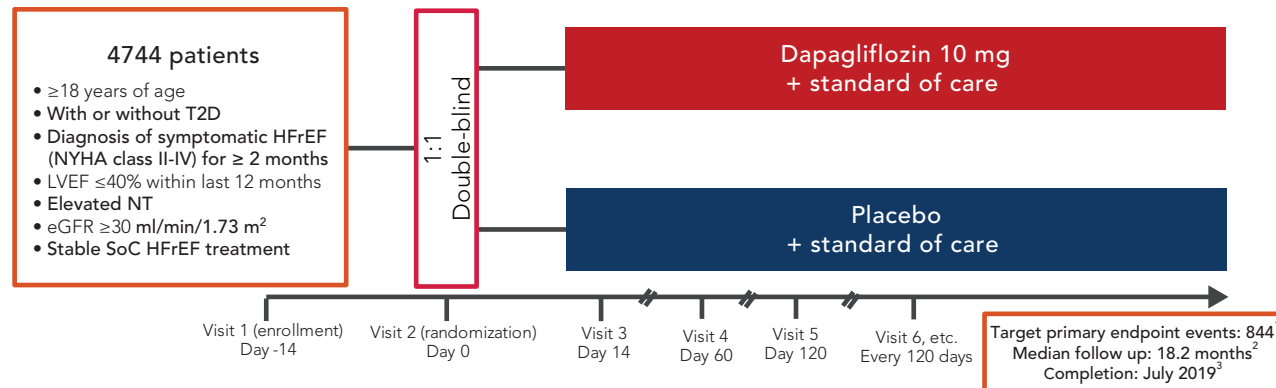 4744 patients
• ≥18 years of age
• With or without T2D
• Diagnosis of symptomatic HFrEF
(NYHA class II-IV) for ≥ 2 months
• LVEF ≤40% within last 12 months
• Elevated NT
• eGFR ≥30 ml/min/1.73 m²
• Stable SoC HFrEF treatment
1:1
Double-blind
Dapagliflozin 10 mg
+ standard of care
Placebo
+ standard of care
Visit 1 (enrollment)
Day -14
Visit 2 (randomization)
Day 0
Visit 3
Day 14
Visit 4
Day 60
Visit 5
Day 120
Visit 6, etc.
Every 120 days
Target primary endpoint events: 844¹
Median follow up: 18.2 months²
Completion: July 2019³